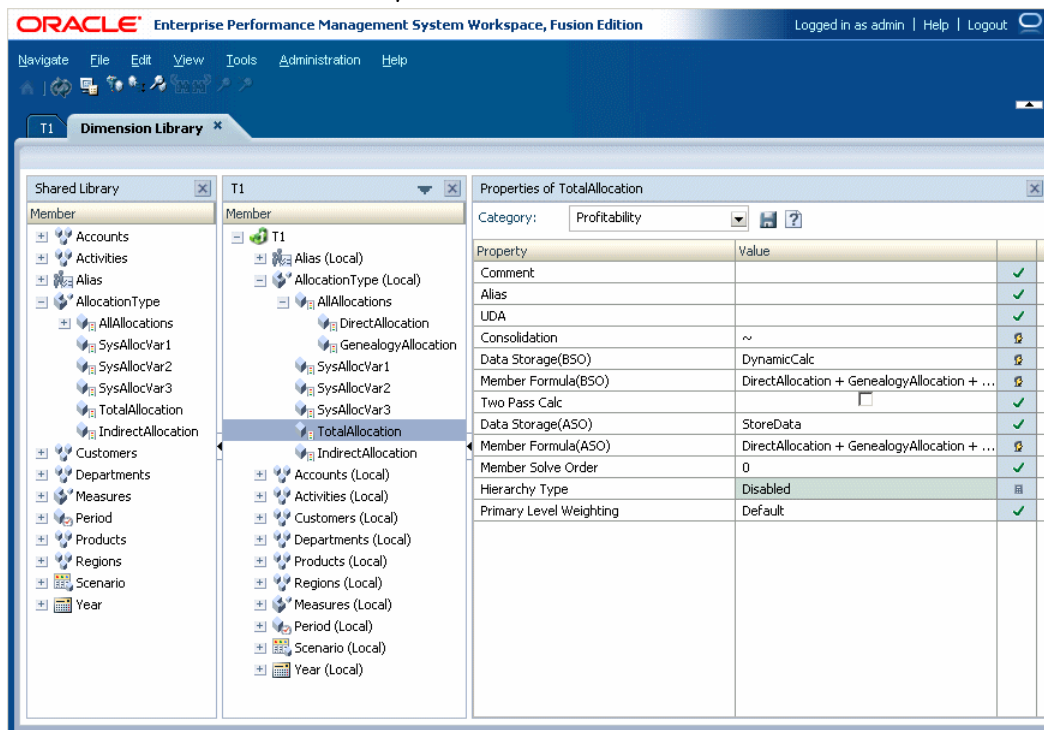 ORACLE Enterprise Performance Management System Workspace, Fusion Edition Logged in as admin | Help | Logout
Navigate File Edit View Tools Administration Help
T1 Dimension Library
Shared Library
Member
Accounts
Activities
Alias
AllocationType
AllAllocations
SysAllocVar1
SysAllocVar2
SysAllocVar3
TotalAllocation
IndirectAllocation
Customers
Departments
Measures
Period
Products
Regions
Scenario
Year
T1
Member
T1
Alias (Local)
AllocationType (Local)
AllAllocations
DirectAllocation
GenealogyAllocation
SysAllocVar1
SysAllocVar2
SysAllocVar3
TotalAllocation
IndirectAllocation
Accounts (Local)
Activities (Local)
Customers (Local)
Departments (Local)
Products (Local)
Regions (Local)
Measures (Local)
Period (Local)
Scenario (Local)
Year (Local)
Properties of TotalAllocation
Category: Profitability
Property Value
Comment
Alias
UDA
Consolidation ~
Data Storage(BSO) DynamicCalc
Member Formula(BSO) DirectAllocation + GenealogyAllocation + ...
Two Pass Calc
Data Storage(ASO) StoreData
Member Formula(ASO) DirectAllocation + GenealogyAllocation + ...
Member Solve Order 0
Hierarchy Type Disabled
Primary Level Weighting Default